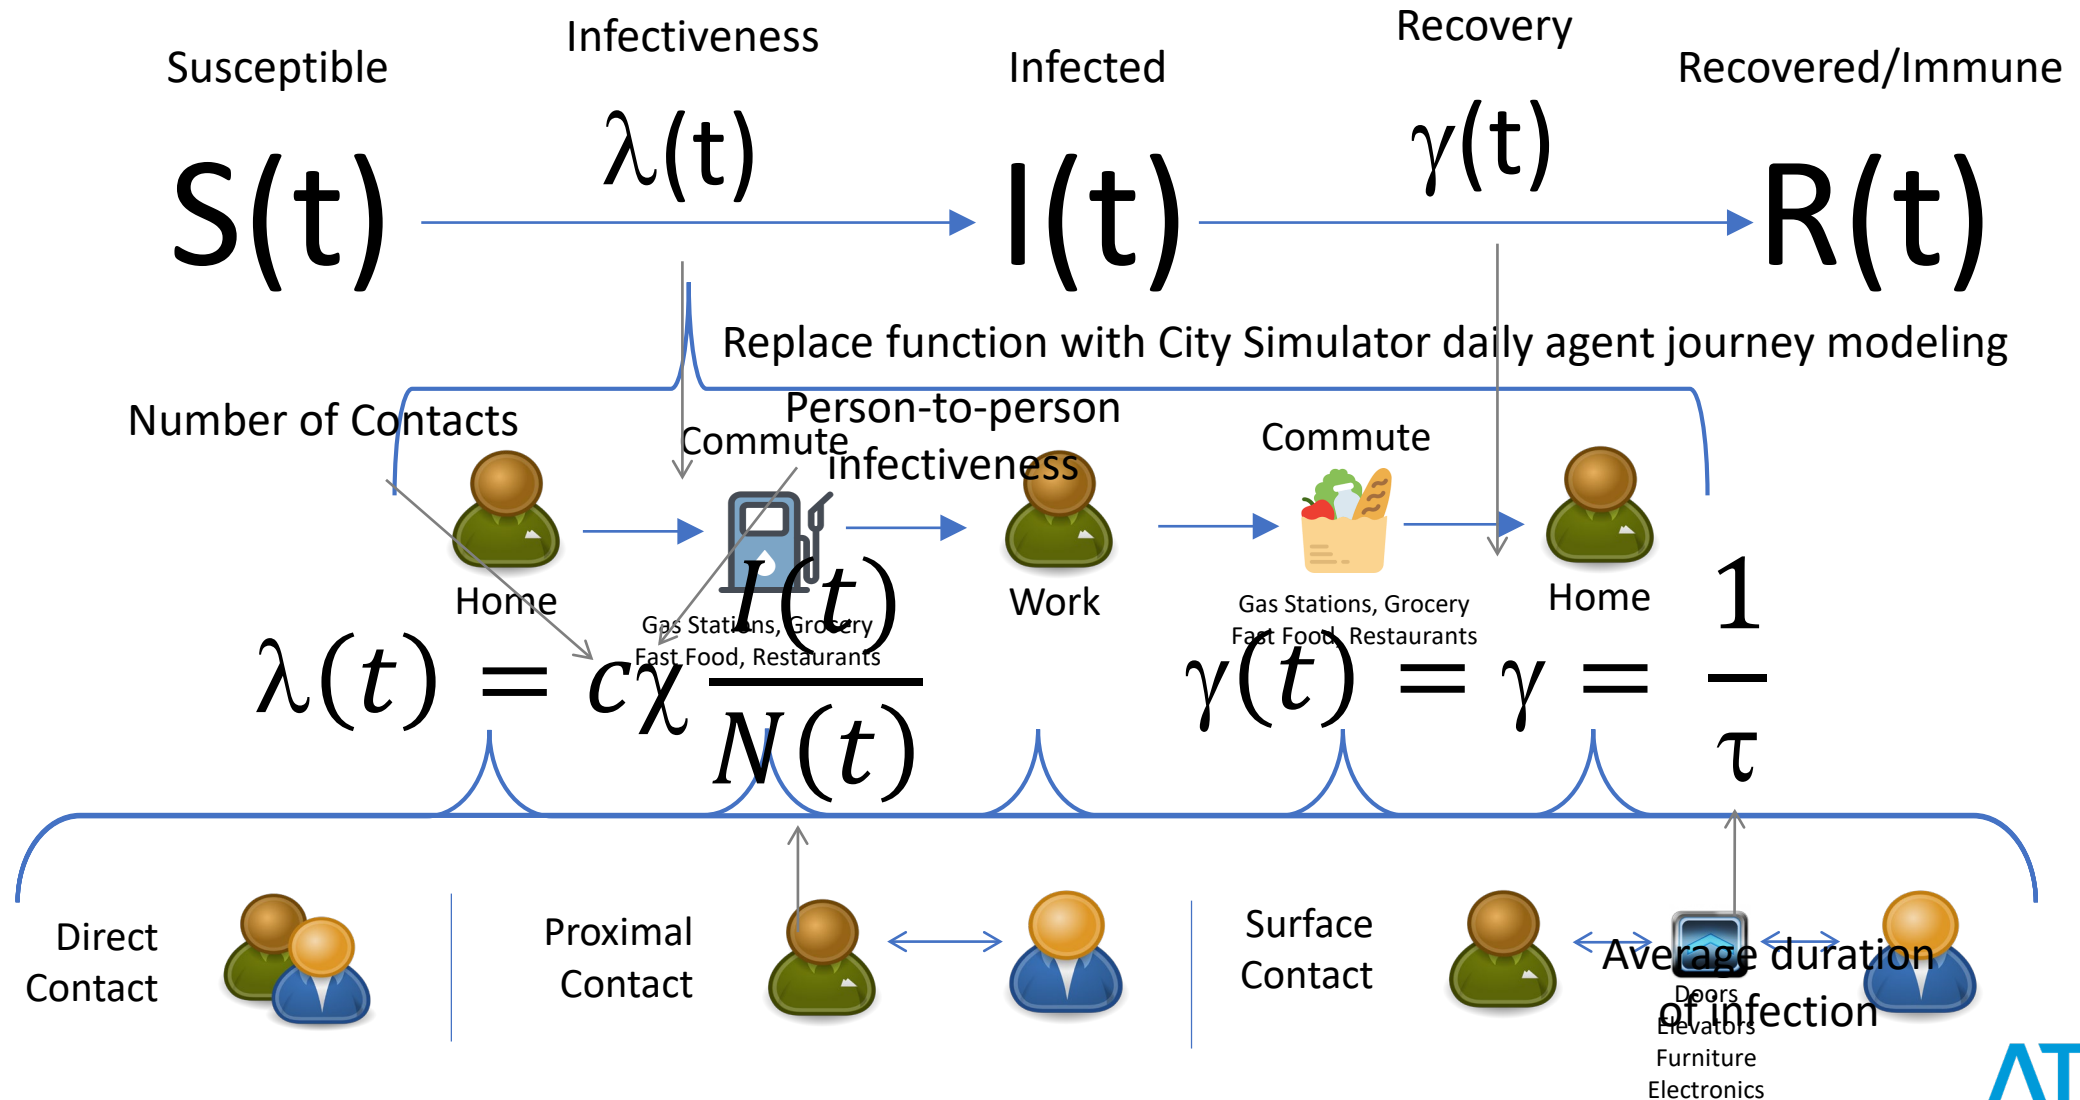 Susceptible
Infectiveness
Infected
Recovery
Recovered/Immune
S(t)
λ(t)
I(t)
γ(t)
R(t)
Replace function with City Simulator daily agent journey modeling
Number of Contacts
Person-to-person
infectiveness
Commute
Commute
Home
Gas Stations, Grocery
Fast Food, Restaurants
Work
Gas Stations, Grocery
Fast Food, Restaurants
Home
λ(t) = cχ I(t)/N(t)
γ(t) = γ = 1/τ
Direct
Contact
Proximal
Contact
Surface
Contact
Average duration
of infection
Doors
Elevators
Furniture
Electronics
AT